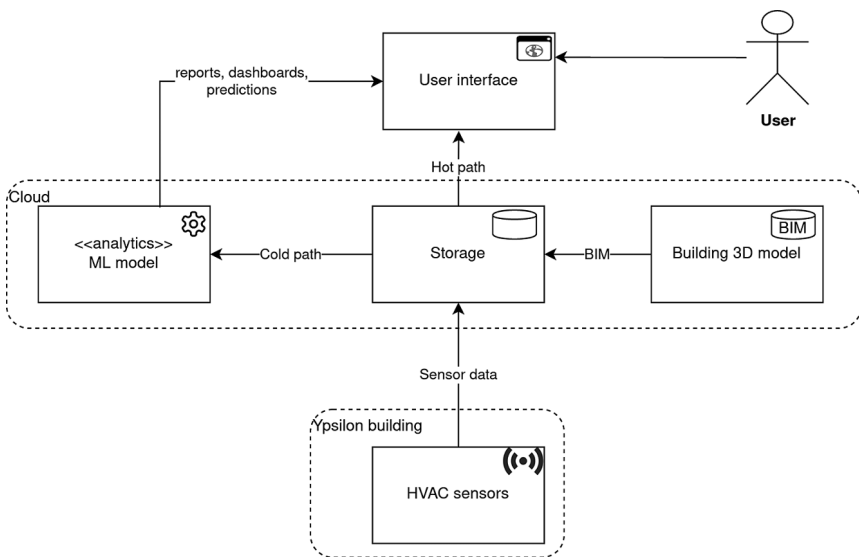 reports, dashboards,
predictions
User interface
User
Hot path
Cloud
<<analytics>>
ML model
Cold path
Storage
BIM
BIM
Building 3D model
Sensor data
Ypsilon building
HVAC sensors